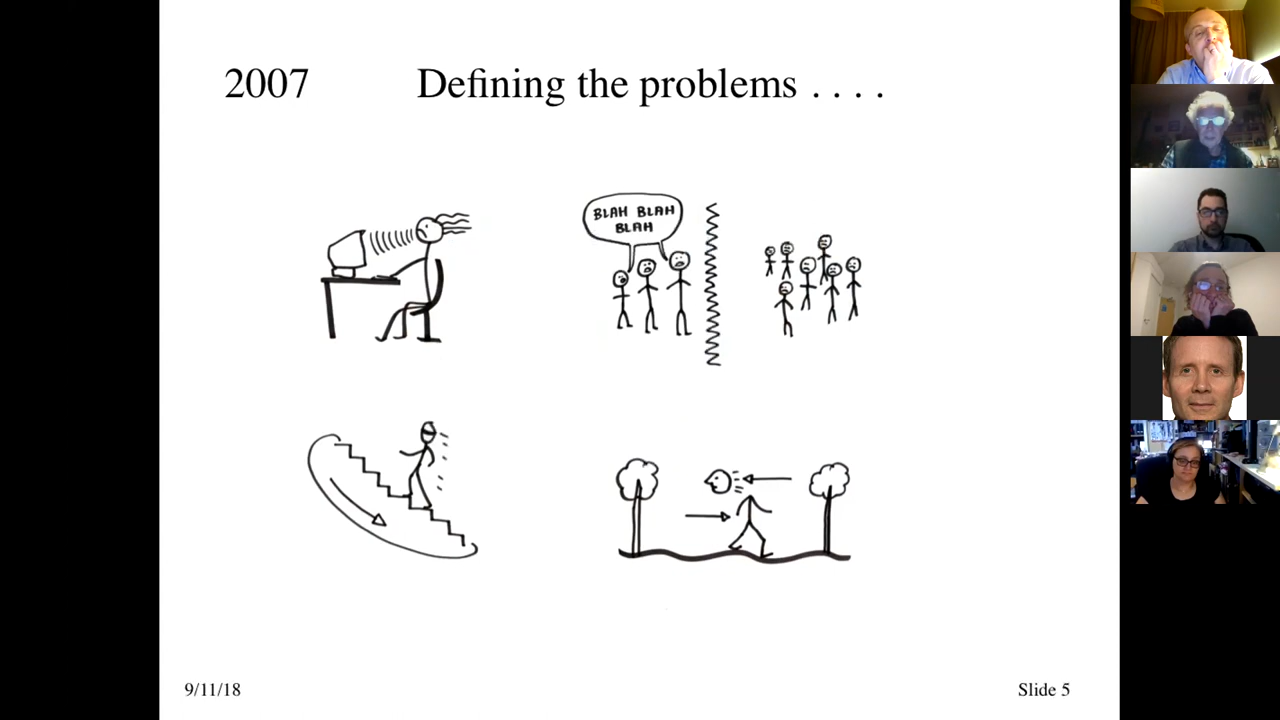 2007 Defining the problems . . . .
BLAH BLAH
BLAH
9/11/18 Slide 5